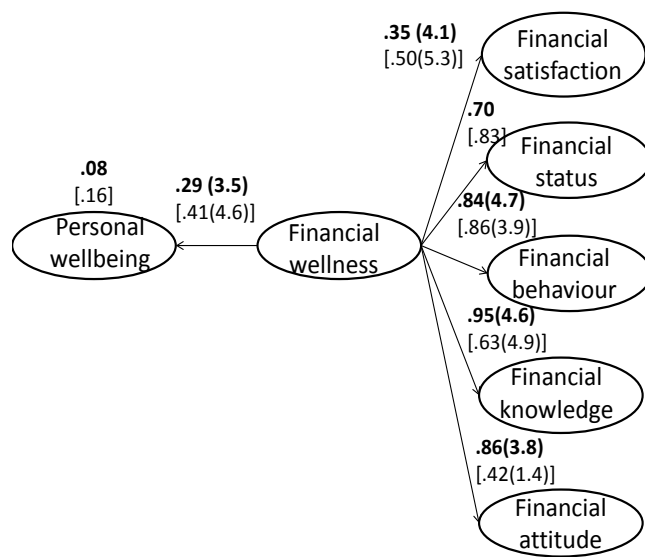 .35 (4.1)
[.50(5.3)]
Financial
satisfaction
.70
[.83]
Financial
status
.08
[.16]
Personal
wellbeing
.29 (3.5)
[.41(4.6)]
Financial
wellness
.84(4.7)
[.86(3.9)]
Financial
behaviour
.95(4.6)
[.63(4.9)]
Financial
knowledge
.86(3.8)
[.42(1.4)]
Financial
attitude